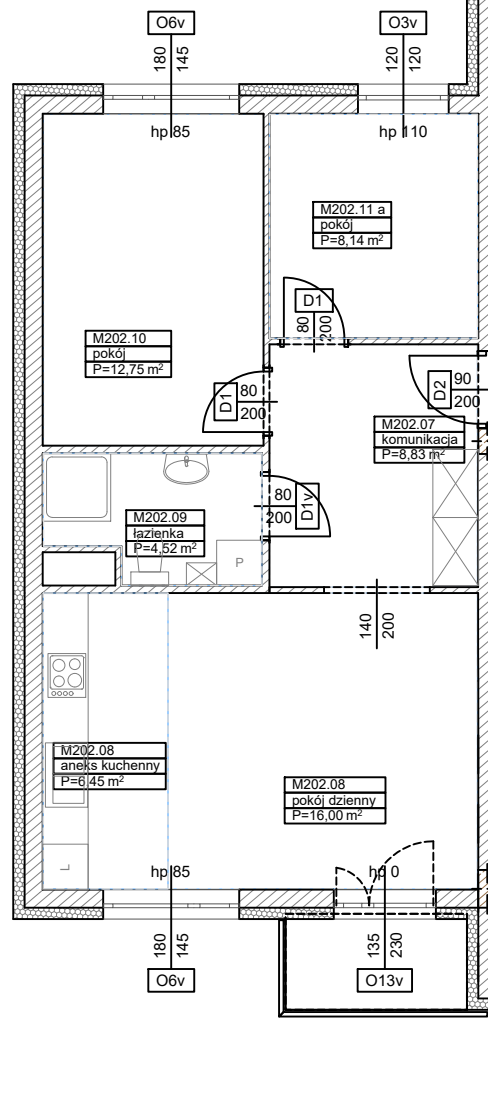 O6v
O3v
180
145
120
120
hp 85
hp 110
M202.11 a
pokój
P=8,14 m²
D1
80
200
M202.10
pokój
P=12,75 m²
D1
80
200
D2
90
200
M202.07
komunikacja
P=8,83 m²
M202.09
łazienka
P=4,52 m²
80
200
D1v
P
140
200
M202.08
aneks kuchenny
P=6,45 m²
M202.08
pokój dzienny
P=16,00 m²
L
hp 85
hp 0
180
145
135
230
O6v
O13v